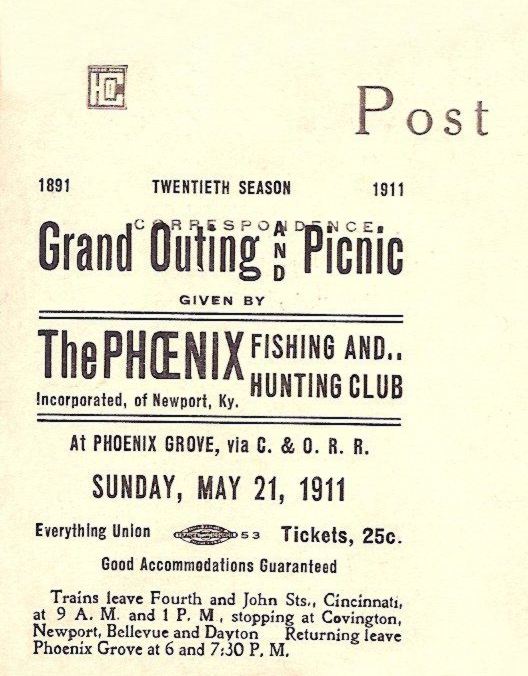 HC
Post
1891 TWENTIETH SEASON 1911
CORRESPONDENCE
Grand Outing AND Picnic
GIVEN BY
The PHŒNIX FISHING AND..
HUNTING CLUB
Incorporated, of Newport, Ky.
At PHOENIX GROVE, via C. & O. R. R.
SUNDAY, MAY 21, 1911
Everything Union 53 Tickets, 25c.
Good Accommodations Guaranteed
Trains leave Fourth and John Sts., Cincinnati,
at 9 A. M. and 1 P. M , stopping at Covington,
Newport, Bellevue and Dayton Returning leave
Phoenix Grove at 6 and 7:30 P. M.